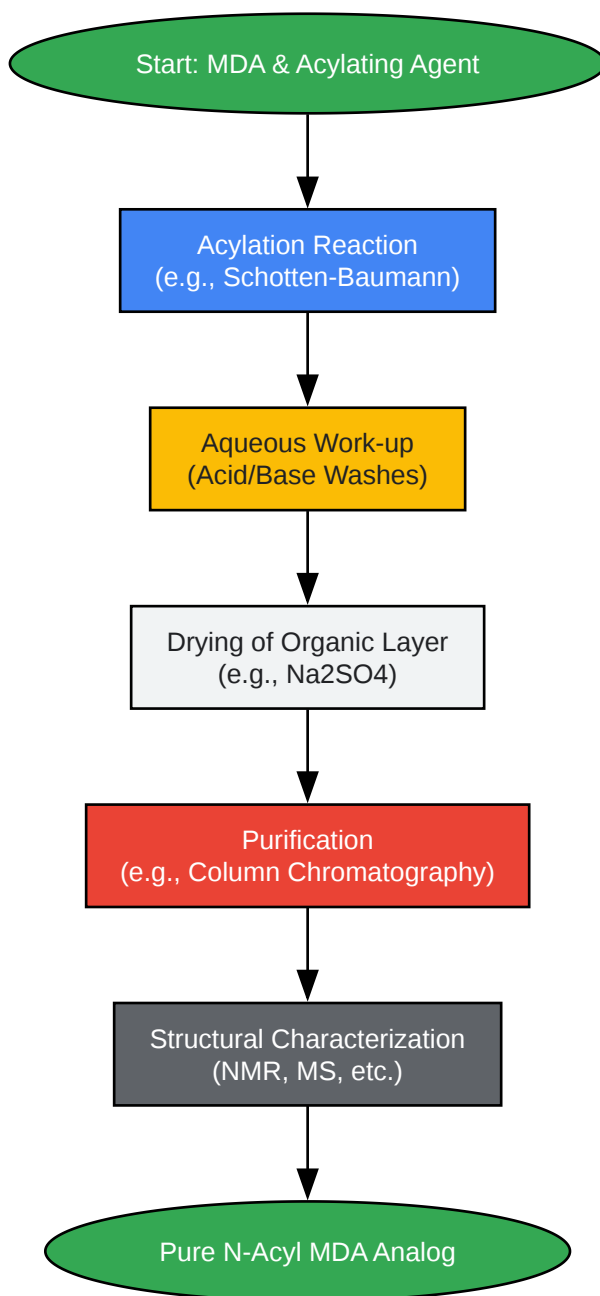 Start: MDA & Acylating Agent
Acylation Reaction
(e.g., Schotten-Baumann)
Aqueous Work-up
(Acid/Base Washes)
Drying of Organic Layer
(e.g., Na2SO4)
Purification
(e.g., Column Chromatography)
Structural Characterization
(NMR, MS, etc.)
Pure N-Acyl MDA Analog